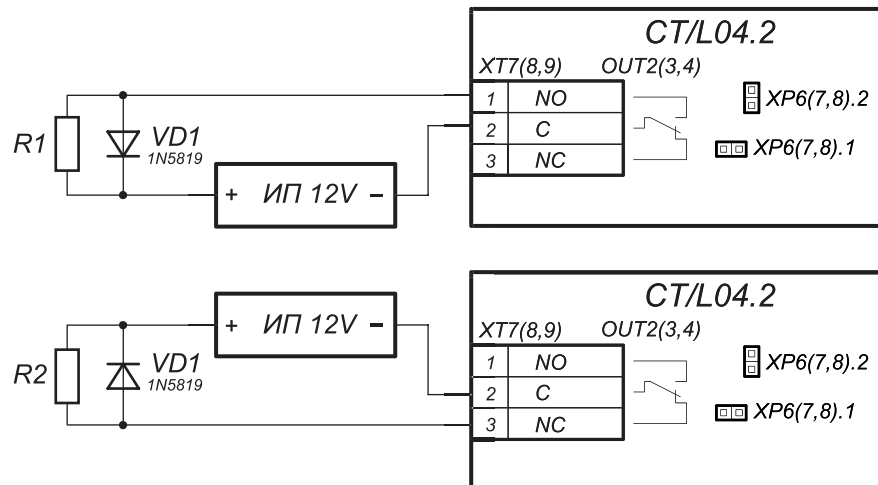 CT/L04.2
XT7(8,9) OUT2(3,4)
1 NO
2 C
3 NC
XP6(7,8).2
XP6(7,8).1
R1
VD1
1N5819
+ ИП 12V −
CT/L04.2
XT7(8,9) OUT2(3,4)
1 NO
2 C
3 NC
XP6(7,8).2
XP6(7,8).1
+ ИП 12V −
R2
VD1
1N5819